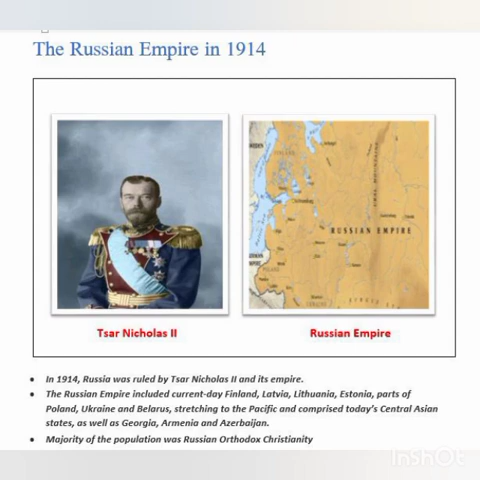 The Russian Empire in 1914
RUSSIAN EMPIRE
Tsar Nicholas II
Russian Empire
• In 1914, Russia was ruled by Tsar Nicholas II and its empire.
• The Russian Empire included current-day Finland, Latvia, Lithuania, Estonia, parts of
Poland, Ukraine and Belarus, stretching to the Pacific and comprised today's Central Asian
states, as well as Georgia, Armenia and Azerbaijan.
• Majority of the population was Russian Orthodox Christianity
InShOt